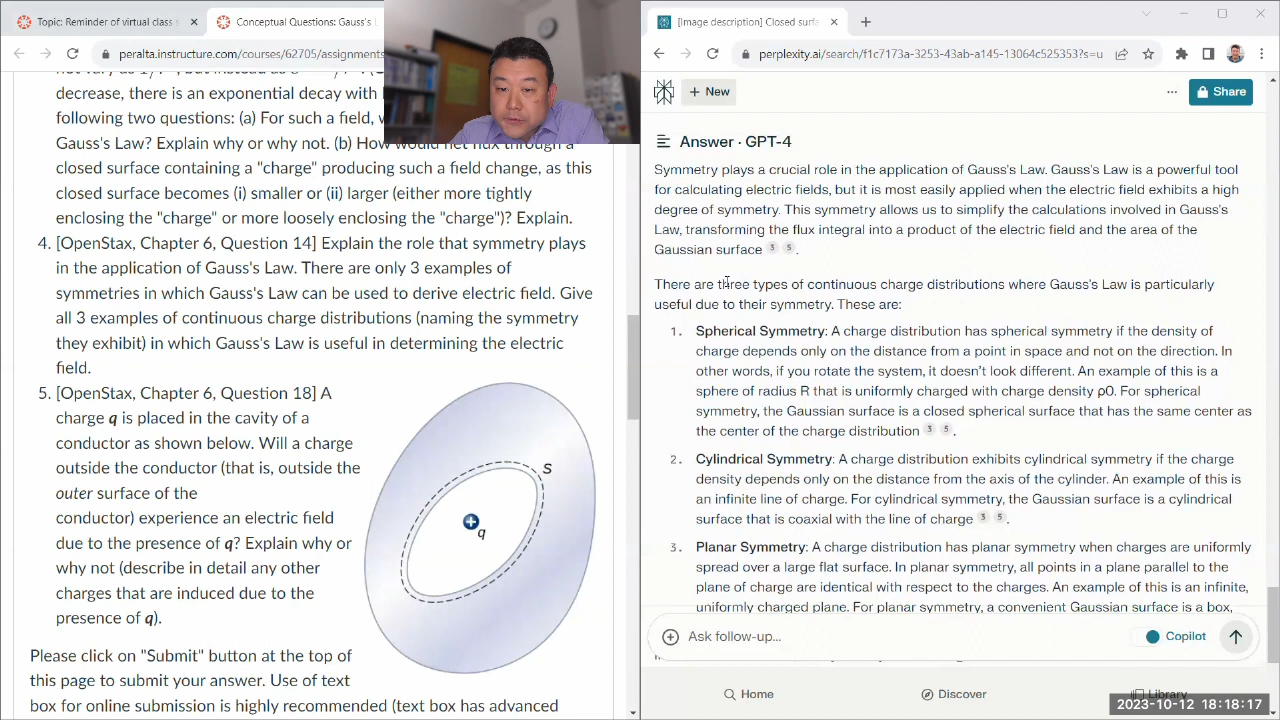 Topic: Reminder of virtual class s
Conceptual Questions: Gauss's L
peralta.instructure.com/courses/62705/assignments
decrease, there is an exponential decay with
following two questions: (a) For such a field, w
Gauss's Law? Explain why or why not. (b) How would net flux through a
closed surface containing a "charge" producing such a field change, as this
closed surface becomes (i) smaller or (ii) larger (either more tightly
enclosing the "charge" or more loosely enclosing the "charge")? Explain.
4. [OpenStax, Chapter 6, Question 14] Explain the role that symmetry plays
in the application of Gauss's Law. There are only 3 examples of
symmetries in which Gauss's Law can be used to derive electric field. Give
all 3 examples of continuous charge distributions (naming the symmetry
they exhibit) in which Gauss's Law is useful in determining the electric
field.
5. [OpenStax, Chapter 6, Question 18] A
charge q is placed in the cavity of a
conductor as shown below. Will a charge
outside the conductor (that is, outside the
outer surface of the
conductor) experience an electric field
due to the presence of q? Explain why or
why not (describe in detail any other
charges that are induced due to the
presence of q).
S
q
Please click on "Submit" button at the top of
this page to submit your answer. Use of text
box for online submission is highly recommended (text box has advanced
[Image description] Closed surfa
perplexity.ai/search/f1c7173a-3253-43ab-a145-13064c525353?s=u
+ New
Share
Answer · GPT-4
Symmetry plays a crucial role in the application of Gauss's Law. Gauss's Law is a powerful tool
for calculating electric fields, but it is most easily applied when the electric field exhibits a high
degree of symmetry. This symmetry allows us to simplify the calculations involved in Gauss's
Law, transforming the flux integral into a product of the electric field and the area of the
Gaussian surface 3 5 .
There are three types of continuous charge distributions where Gauss's Law is particularly
useful due to their symmetry. These are:
1. Spherical Symmetry: A charge distribution has spherical symmetry if the density of
charge depends only on the distance from a point in space and not on the direction. In
other words, if you rotate the system, it doesn't look different. An example of this is a
sphere of radius R that is uniformly charged with charge density ρ0. For spherical
symmetry, the Gaussian surface is a closed spherical surface that has the same center as
the center of the charge distribution 3 5 .
2. Cylindrical Symmetry: A charge distribution exhibits cylindrical symmetry if the charge
density depends only on the distance from the axis of the cylinder. An example of this is
an infinite line of charge. For cylindrical symmetry, the Gaussian surface is a cylindrical
surface that is coaxial with the line of charge 3 5 .
3. Planar Symmetry: A charge distribution has planar symmetry when charges are uniformly
spread over a large flat surface. In planar symmetry, all points in a plane parallel to the
plane of charge are identical with respect to the charges. An example of this is an infinite,
uniformly charged plane. For planar symmetry, a convenient Gaussian surface is a box,
Ask follow-up...
Copilot
Home
Discover
Library
2023-10-12 18:18:17